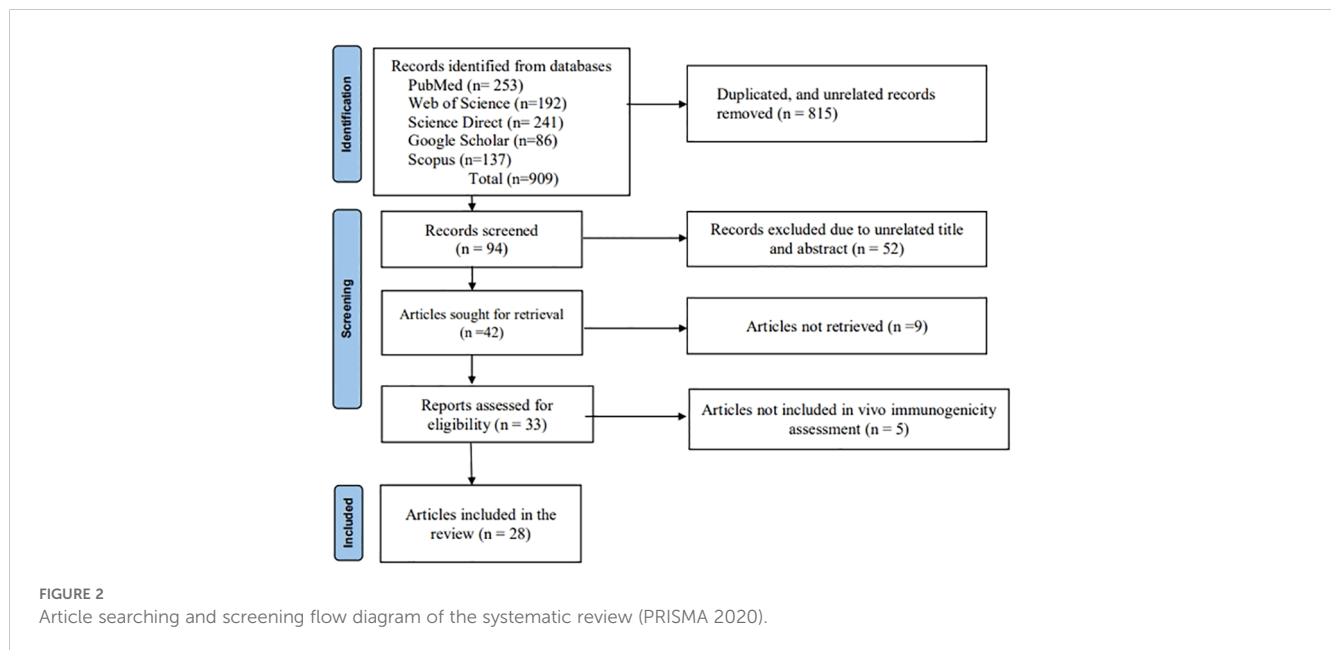 Identification
Records identified from databases
PubMed (n= 253)
Web of Science (n=192)
Science Direct (n= 241)
Google Scholar (n=86)
Scopus (n=137)
Total (n=909)
Duplicated, and unrelated records
removed (n = 815)
Screening
Records screened
(n = 94)
Records excluded due to unrelated title
and abstract (n = 52)
Articles sought for retrieval
(n =42)
Articles not retrieved (n =9)
Reports assessed for
eligibility (n = 33)
Articles not included in vivo immunogenicity
assessment (n = 5)
Included
Articles included in the
review (n = 28)
FIGURE 2
Article searching and screening flow diagram of the systematic review (PRISMA 2020).